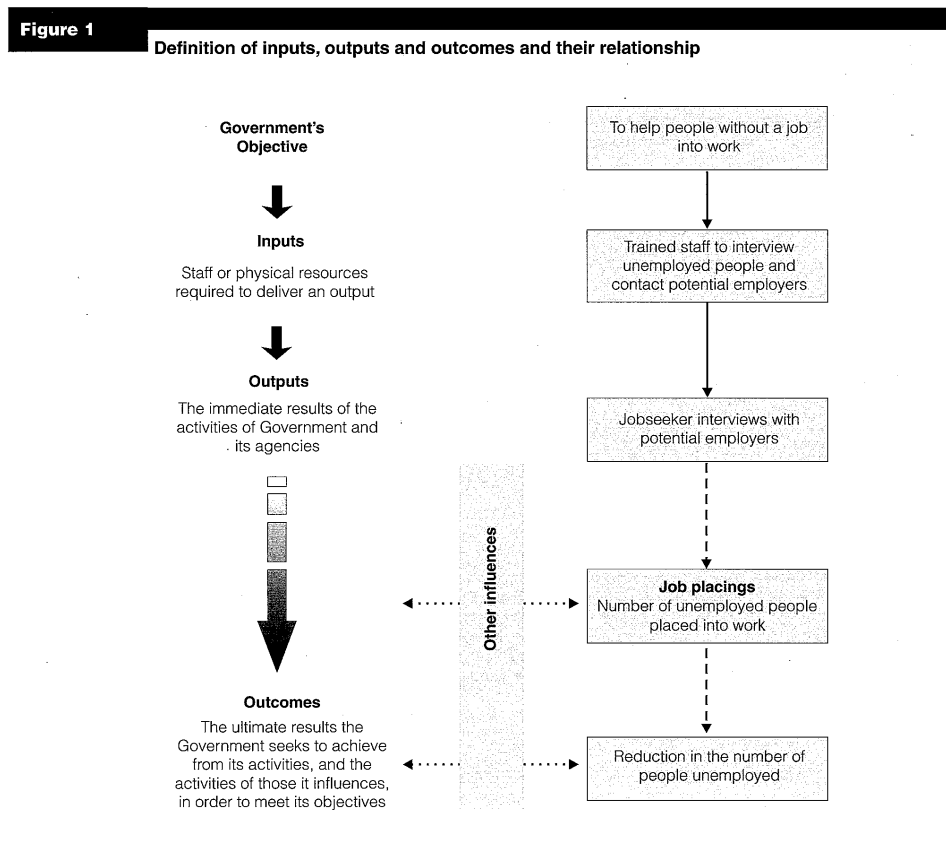 Figure 1
Definition of inputs, outputs and outcomes and their relationship
Government's
Objective
Inputs
Staff or physical resources
required to deliver an output
Outputs
The immediate results of the
activities of Government and
its agencies
Outcomes
The ultimate results the
Government seeks to achieve
from its activities, and the
activities of those it influences,
in order to meet its objectives
Other influences
To help people without a job
into work
Trained staff to interview
unemployed people and
contact potential employers
Jobseeker interviews with
potential employers
Job placings
Number of unemployed people
placed into work
Reduction in the number of
people unemployed